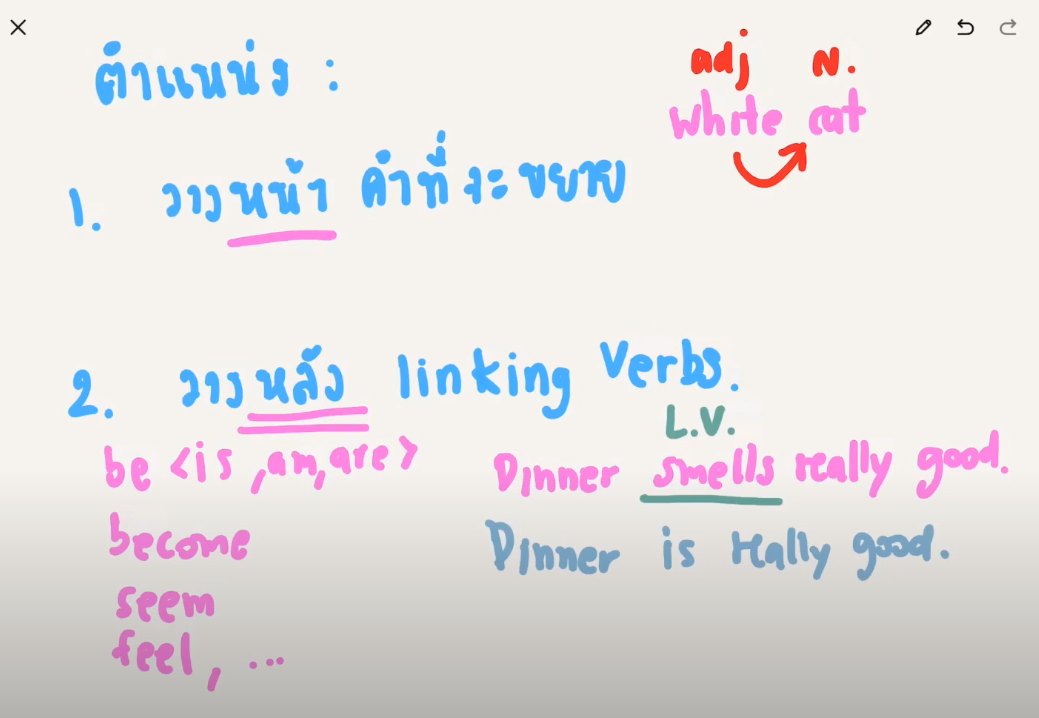 ตำแหน่ง :
adj N.
White cat
1. วางหน้า คำที่จะขยาย
2. วางหลัง linking Verbs.
L.V.
be <is, am, are>
Dinner smells really good.
become
Dinner is really good.
seem
feel, ...